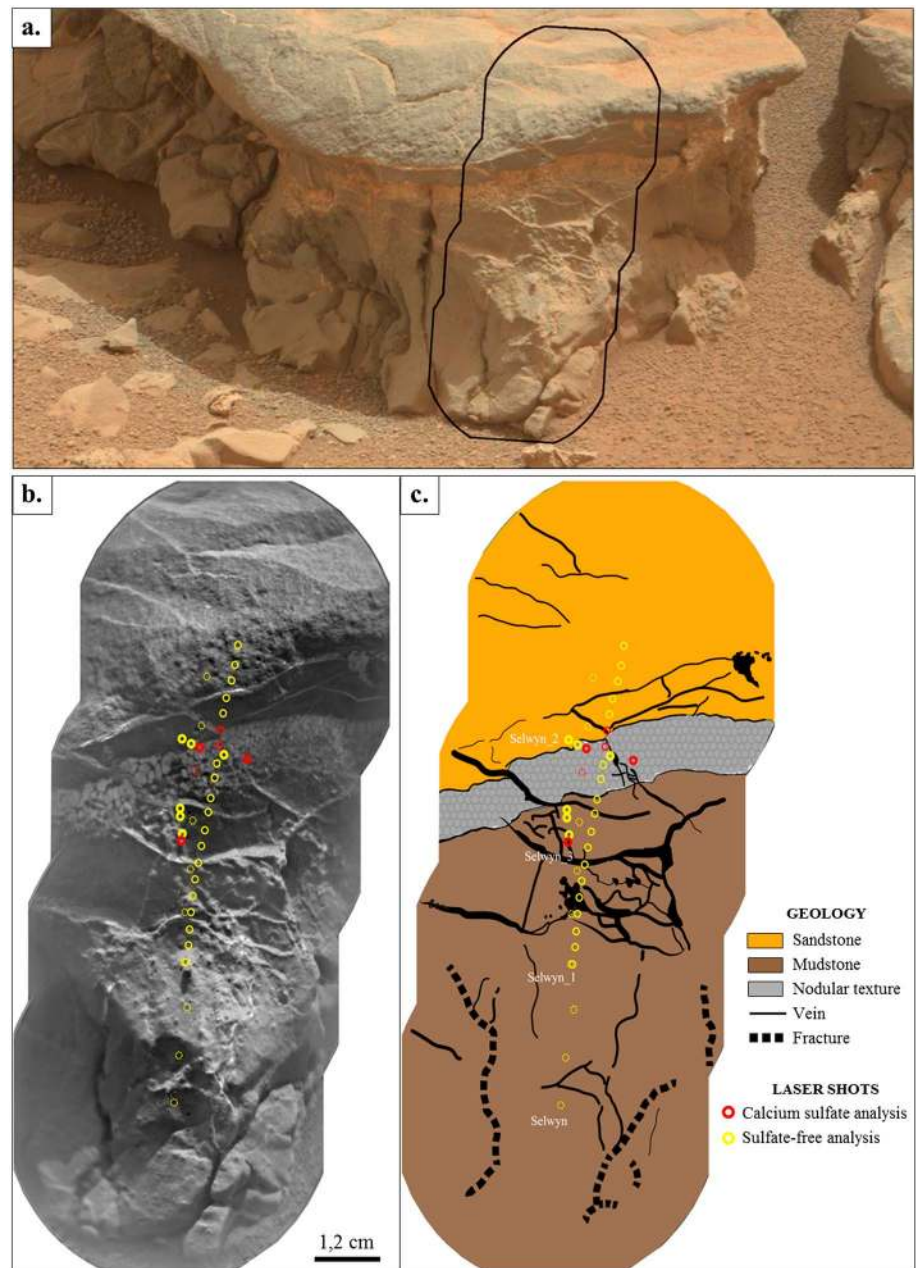 a.
b.
c.
Selwyn_2
Selwyn_3
Selwyn_1
Selwyn
GEOLOGY
Sandstone
Mudstone
Nodular texture
Vein
Fracture
LASER SHOTS
Calcium sulfate analysis
Sulfate-free analysis
1,2 cm